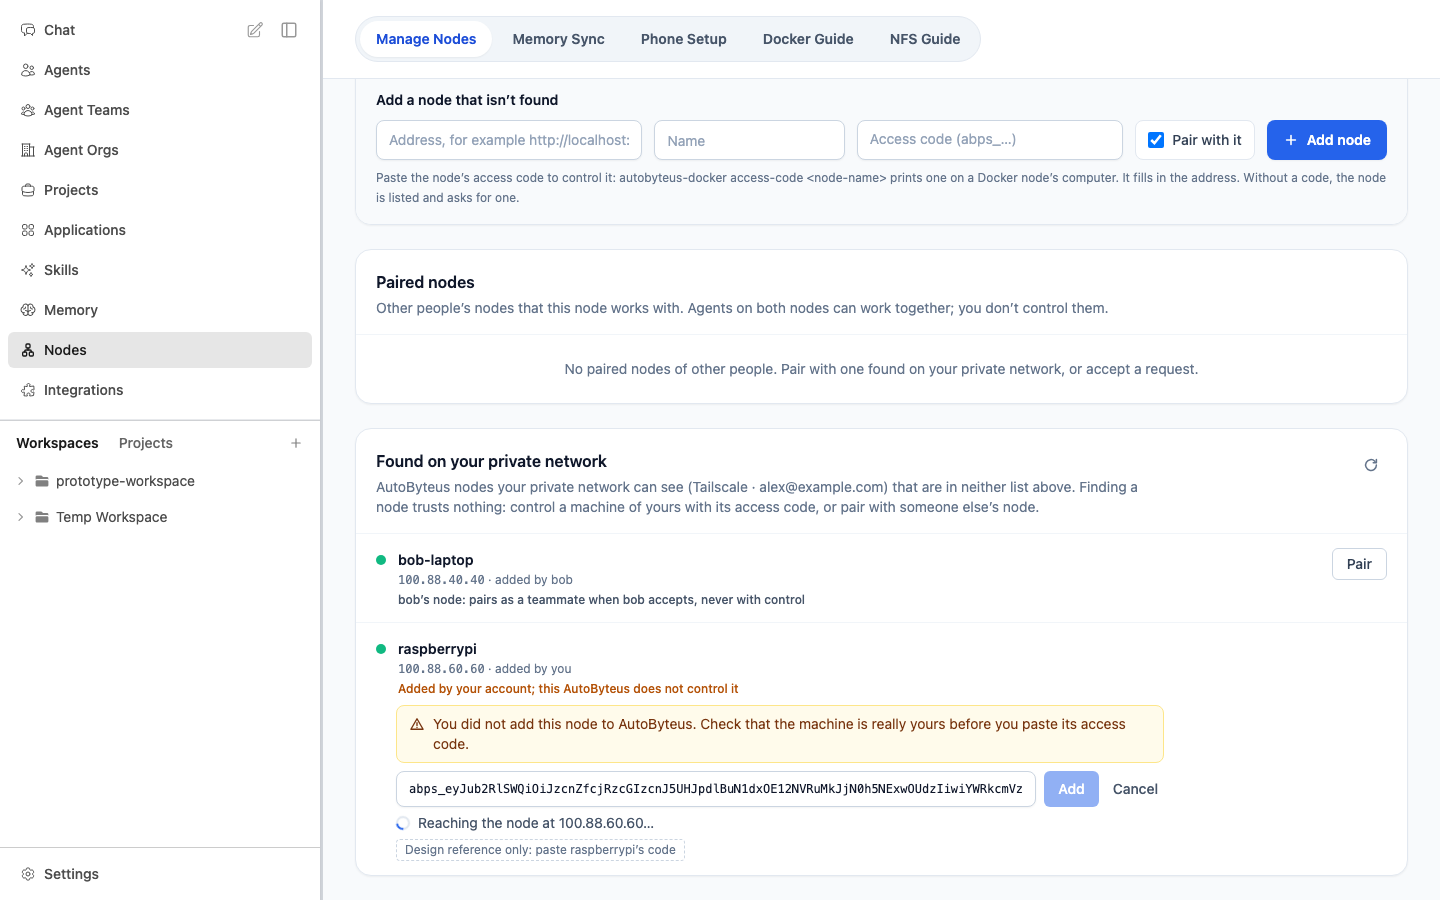 Chat
Agents
Agent Teams
Agent Orgs
Projects
Applications
Skills
Memory
Nodes
Integrations
Workspaces
Projects
prototype-workspace
Temp Workspace
Settings
Manage Nodes
Memory Sync
Phone Setup
Docker Guide
NFS Guide
Add a node that isn’t found
Address, for example http://localhost:
Name
Access code (abps_…)
Pair with it
Add node
Paste the node’s access code to control it: autobyteus-docker access-code <node-name> prints one on a Docker node’s computer. It fills in the address. Without a code, the node
is listed and asks for one.
Paired nodes
Other people’s nodes that this node works with. Agents on both nodes can work together; you don’t control them.
No paired nodes of other people. Pair with one found on your private network, or accept a request.
Found on your private network
AutoByteus nodes your private network can see (Tailscale · alex@example.com) that are in neither list above. Finding a
node trusts nothing: control a machine of yours with its access code, or pair with someone else’s node.
bob-laptop
100.88.40.40 · added by bob
bob’s node: pairs as a teammate when bob accepts, never with control
Pair
raspberrypi
100.88.60.60 · added by you
Added by your account; this AutoByteus does not control it
You did not add this node to AutoByteus. Check that the machine is really yours before you paste its access
code.
abps_eyJub2RlSWQiOiJzcnZfcjRzcGIzcnJ5UHJpdlBuN1dxOE12NVRuMkJjN0h5NExwOUdzIiwiYWRkcmVz
Add
Cancel
Reaching the node at 100.88.60.60…
Design reference only: paste raspberrypi’s code